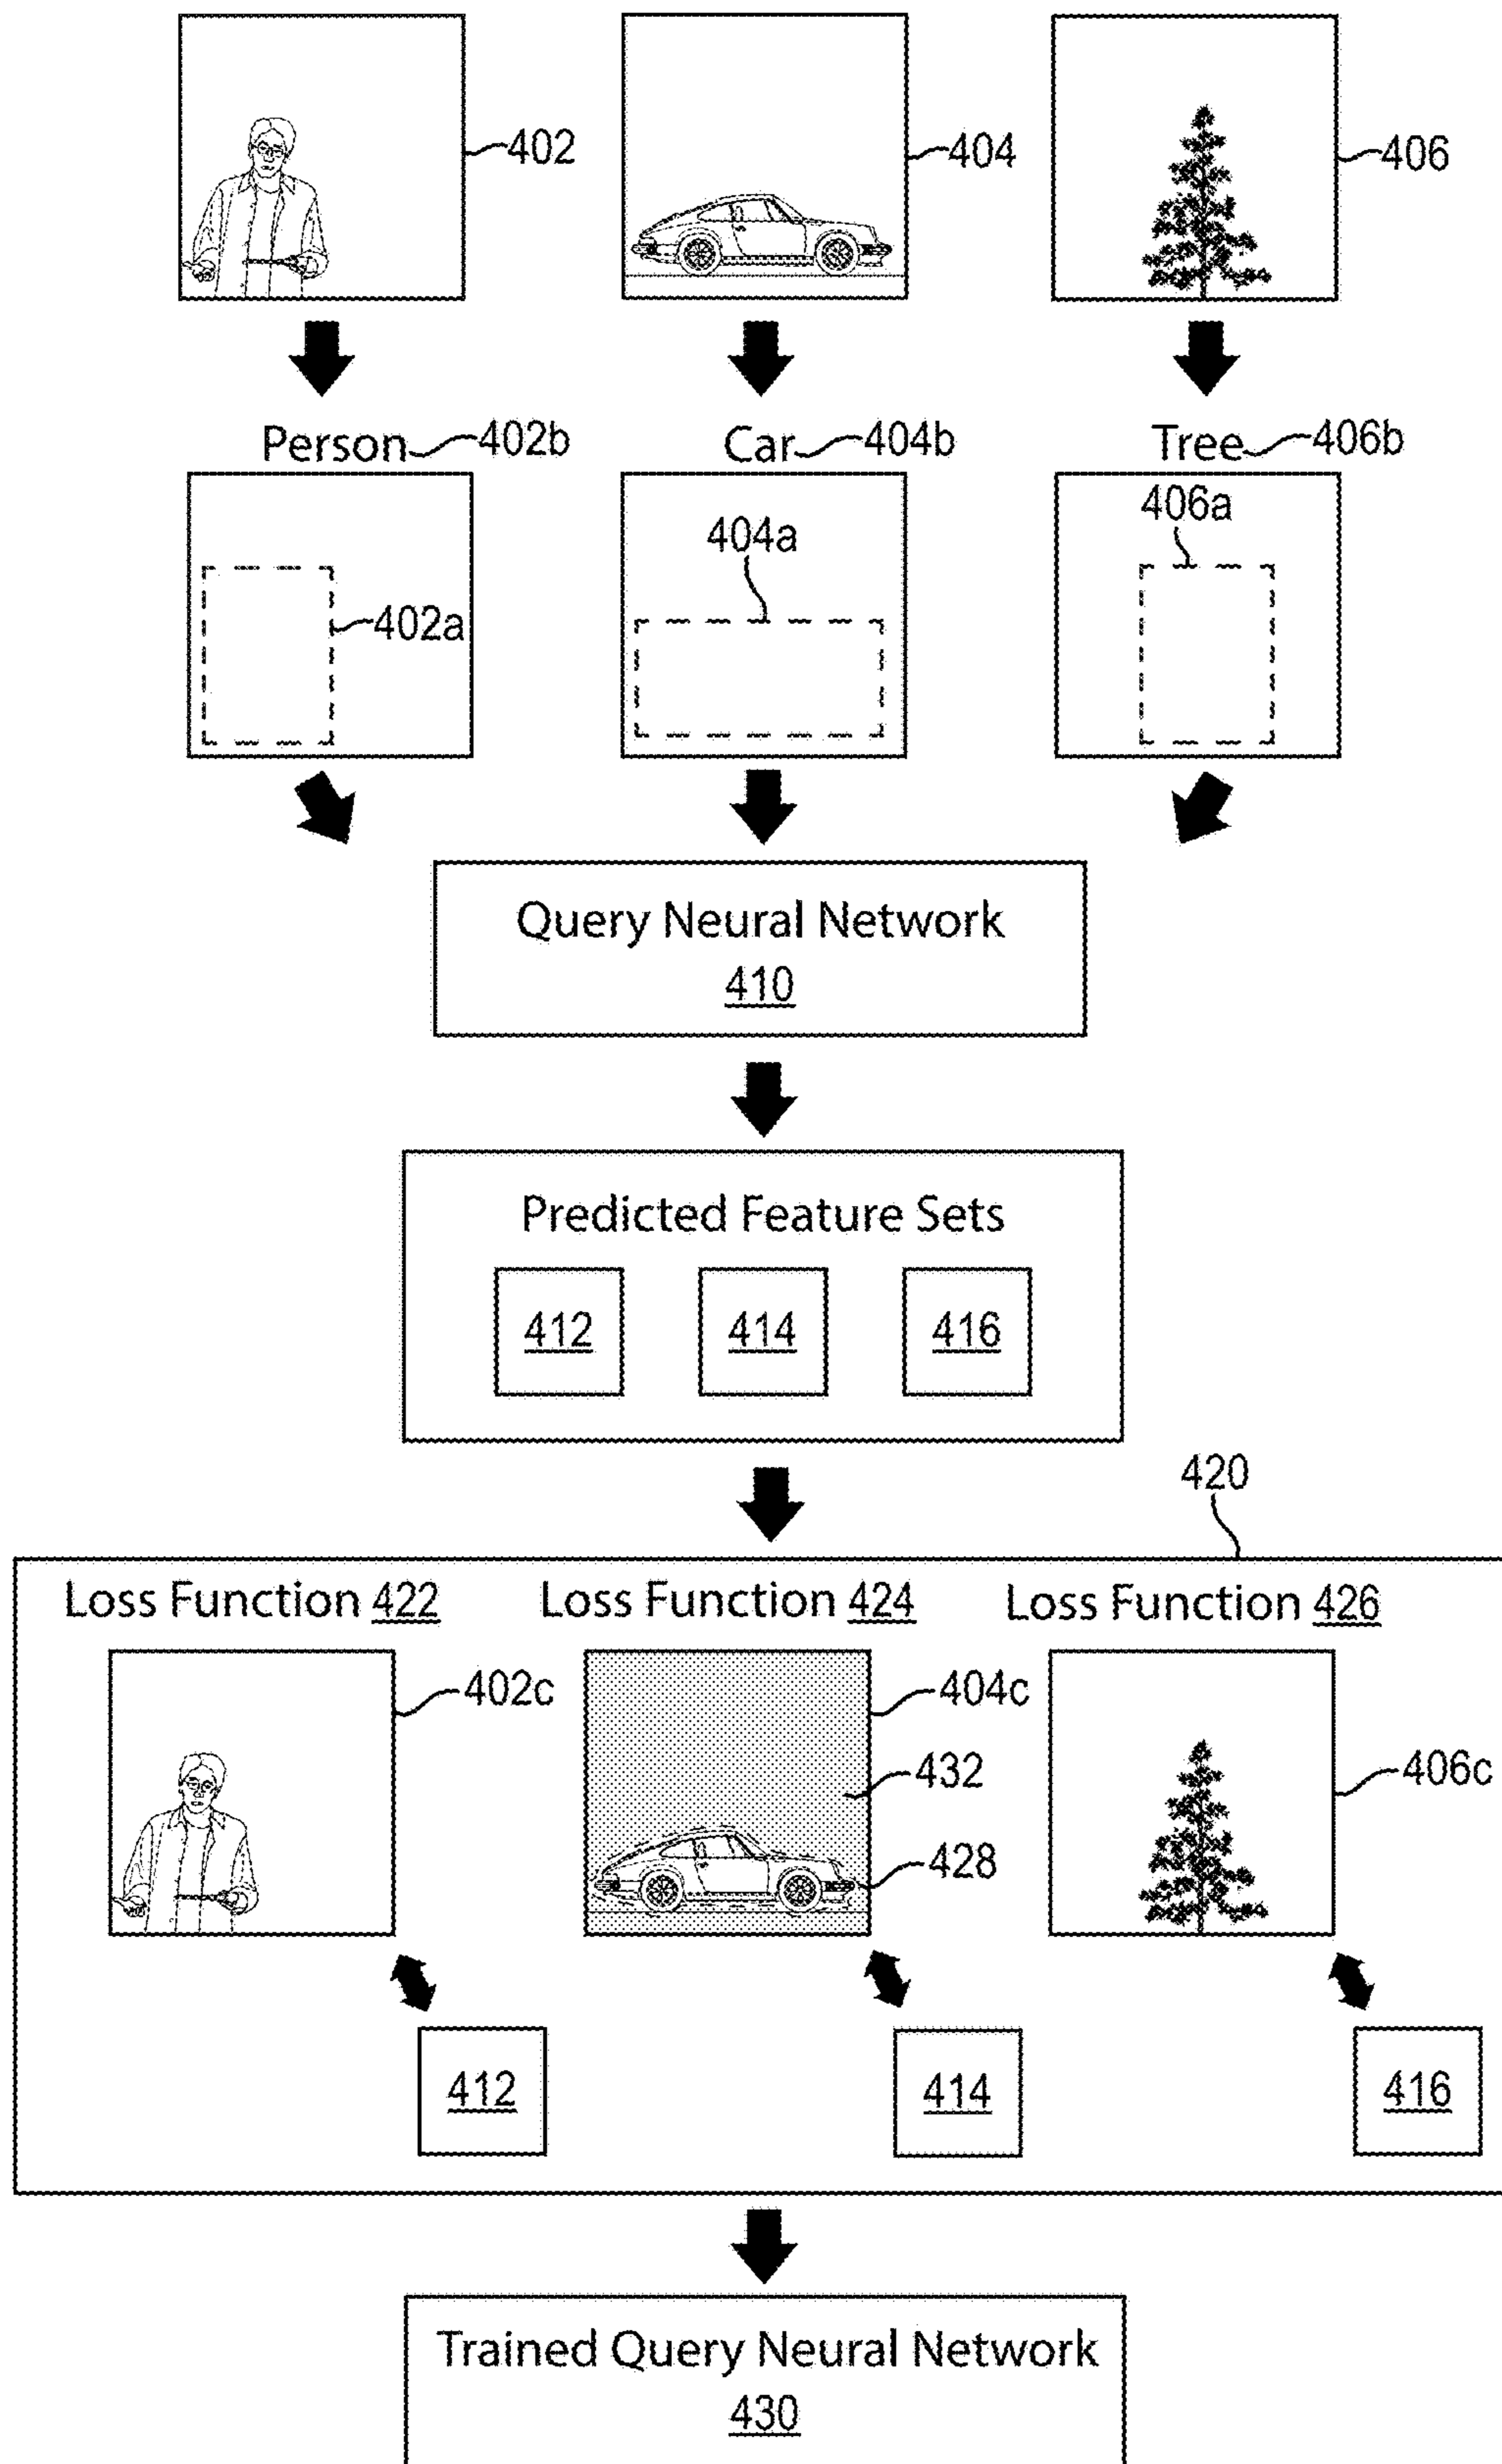 402
404
406
Person 402b
Car 404b
Tree 406b
402a
404a
406a
Query Neural Network
410
Predicted Feature Sets
412
414
416
420
Loss Function 422
Loss Function 424
Loss Function 426
402c
404c
432
428
406c
412
414
416
Trained Query Neural Network
430